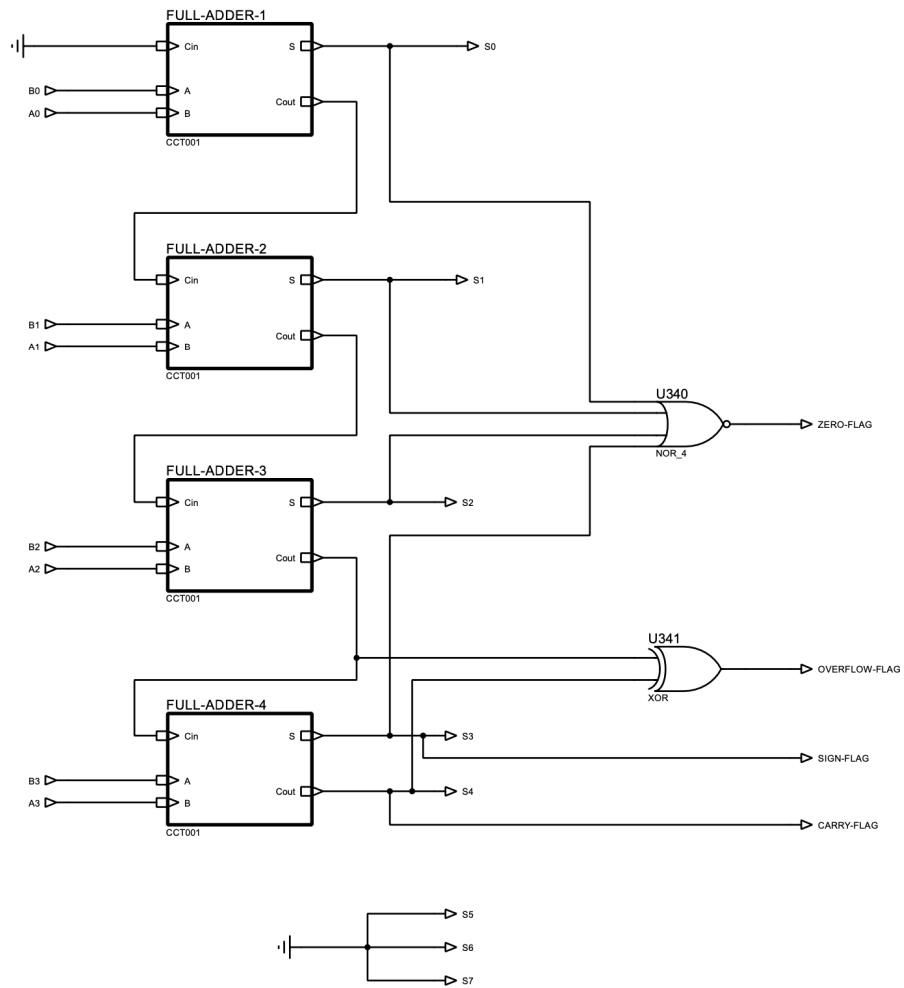 FULL-ADDER-1
Cin S S0
B0 A
Cout
A0 B
CCT001
FULL-ADDER-2
Cin S S1
B1 A
Cout
A1 B
CCT001
U340
ZERO-FLAG
NOR_4
FULL-ADDER-3
Cin S S2
B2 A
Cout
A2 B
CCT001
U341
OVERFLOW-FLAG
XOR
FULL-ADDER-4
Cin S S3
SIGN-FLAG
B3 A
Cout S4
A3 B
CARRY-FLAG
CCT001
S5
S6
S7